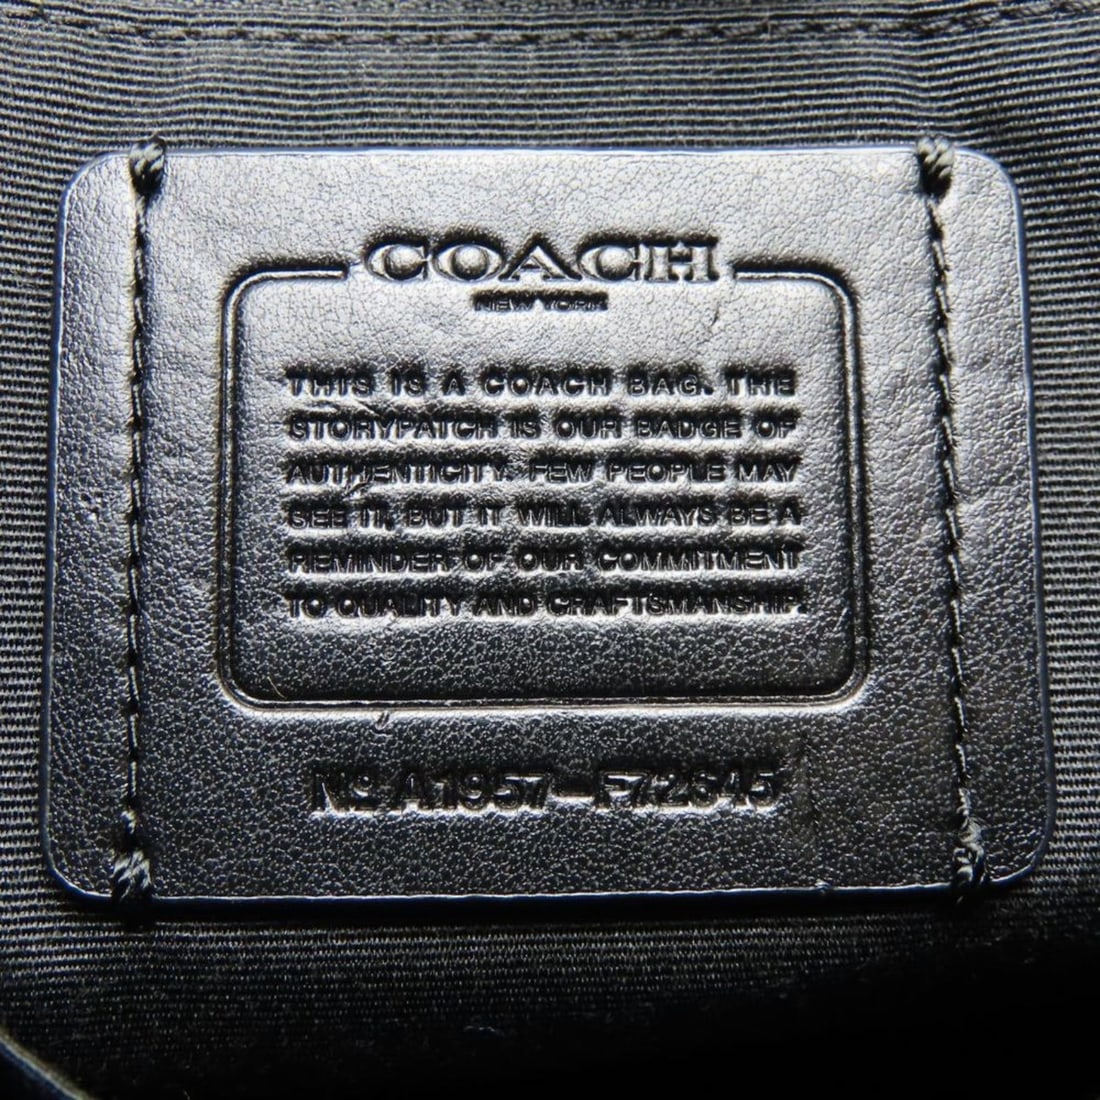 COACH
NEW YORK
THIS IS A COACH BAG. THE
STORYPATCH IS OUR BADGE OF
AUTHENTICITY. FEW PEOPLE MAY
SEE IT, BUT IT WILL ALWAYS BE A
REMINDER OF OUR COMMITMENT
TO QUALITY AND CRAFTSMANSHIP.
No. A1957-F72645